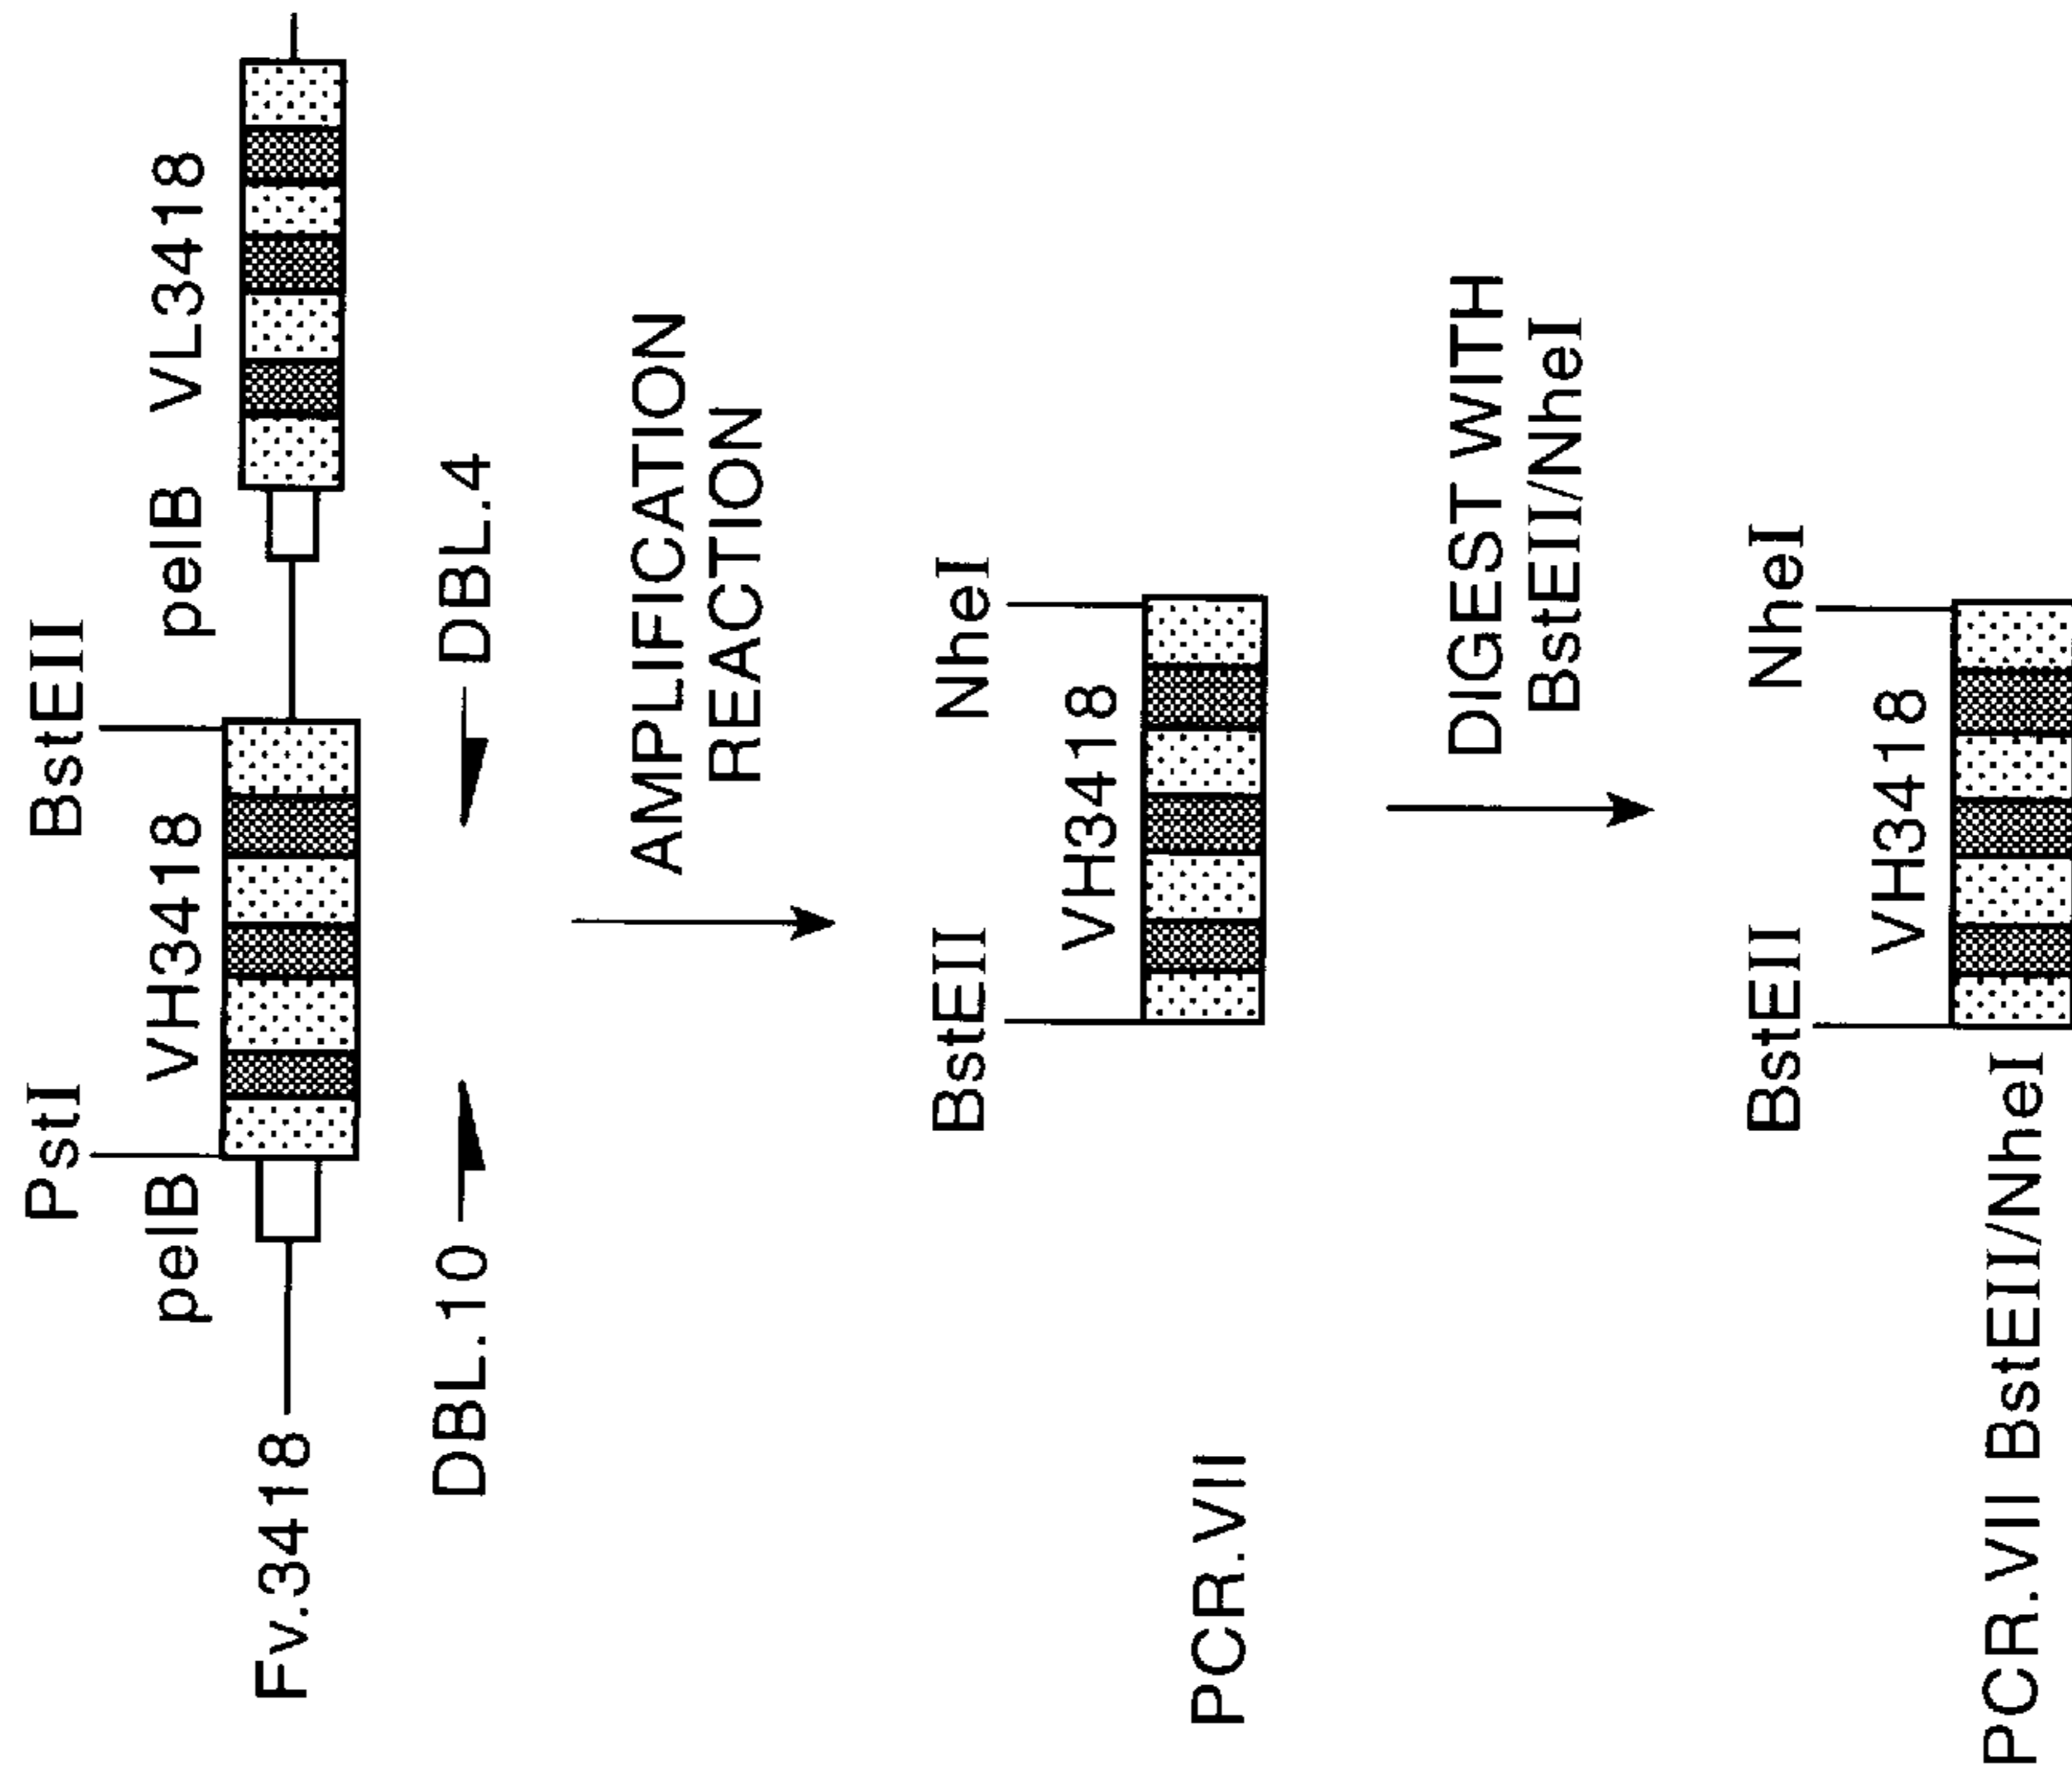 PstI BstEII
pelB VH3418 pelB VL3418
Fv.3418
DBL.10 DBL.4
AMPLIFICATION
REACTION
BstEII NheI
VH3418
PCR.VII
DIGEST WITH
BstEII/NheI
BstEII NheI
VH3418
PCR.VII BstEII/NheI